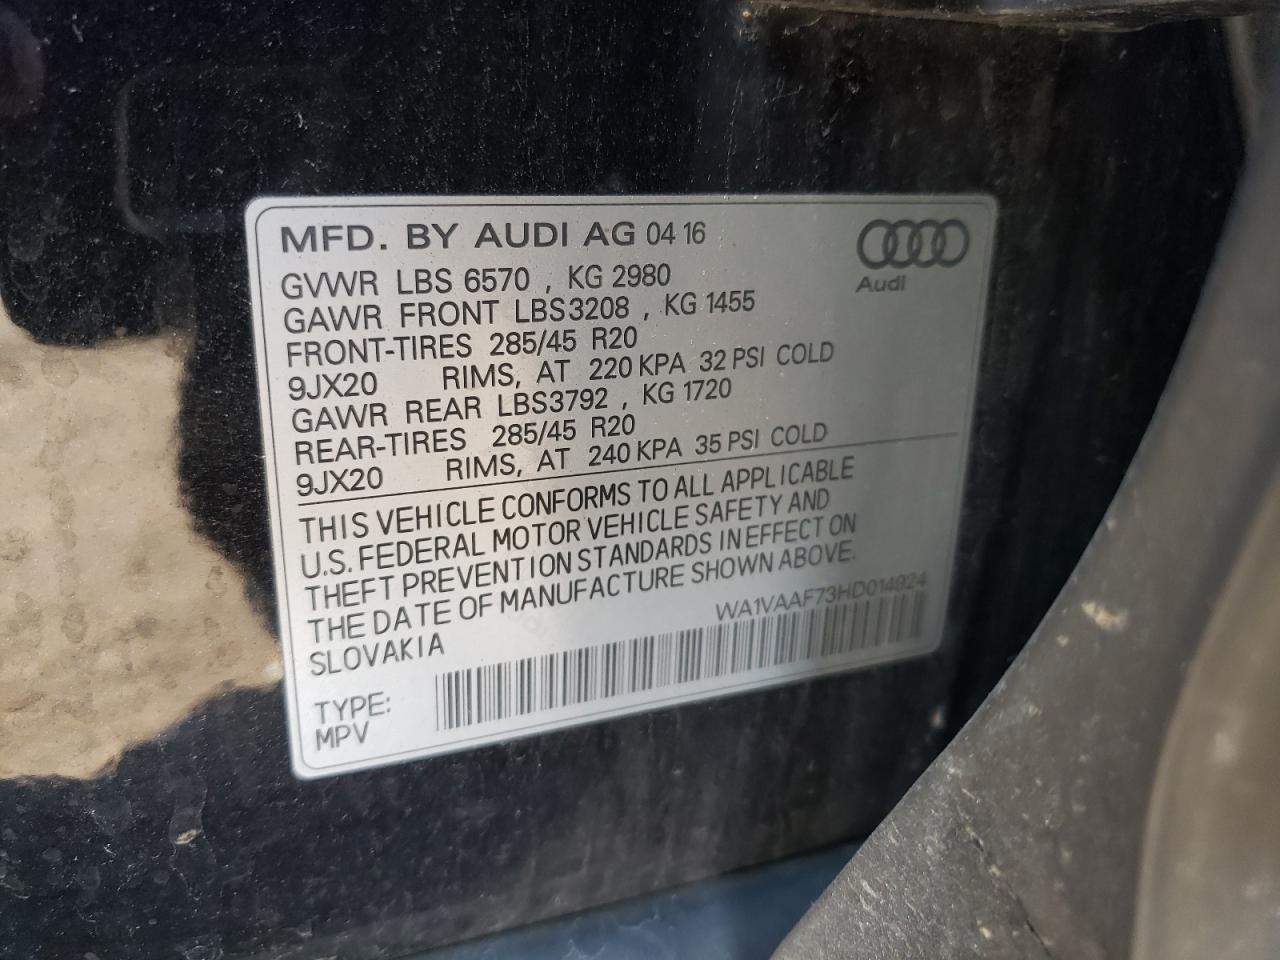 MFD. BY AUDI AG 04 16
Audi
GVWR LBS 6570 , KG 2980
GAWR FRONT LBS3208 , KG 1455
FRONT-TIRES 285/45 R20
9JX20 RIMS, AT 220 KPA 32 PSI COLD
GAWR REAR LBS3792 , KG 1720
REAR-TIRES 285/45 R20
9JX20 RIMS, AT 240 KPA 35 PSI COLD
THIS VEHICLE CONFORMS TO ALL APPLICABLE
U.S. FEDERAL MOTOR VEHICLE SAFETY AND
THEFT PREVENTION STANDARDS IN EFFECT ON
THE DATE OF MANUFACTURE SHOWN ABOVE.
SLOVAKIA
WA1VAAF73HD014924
TYPE:
MPV